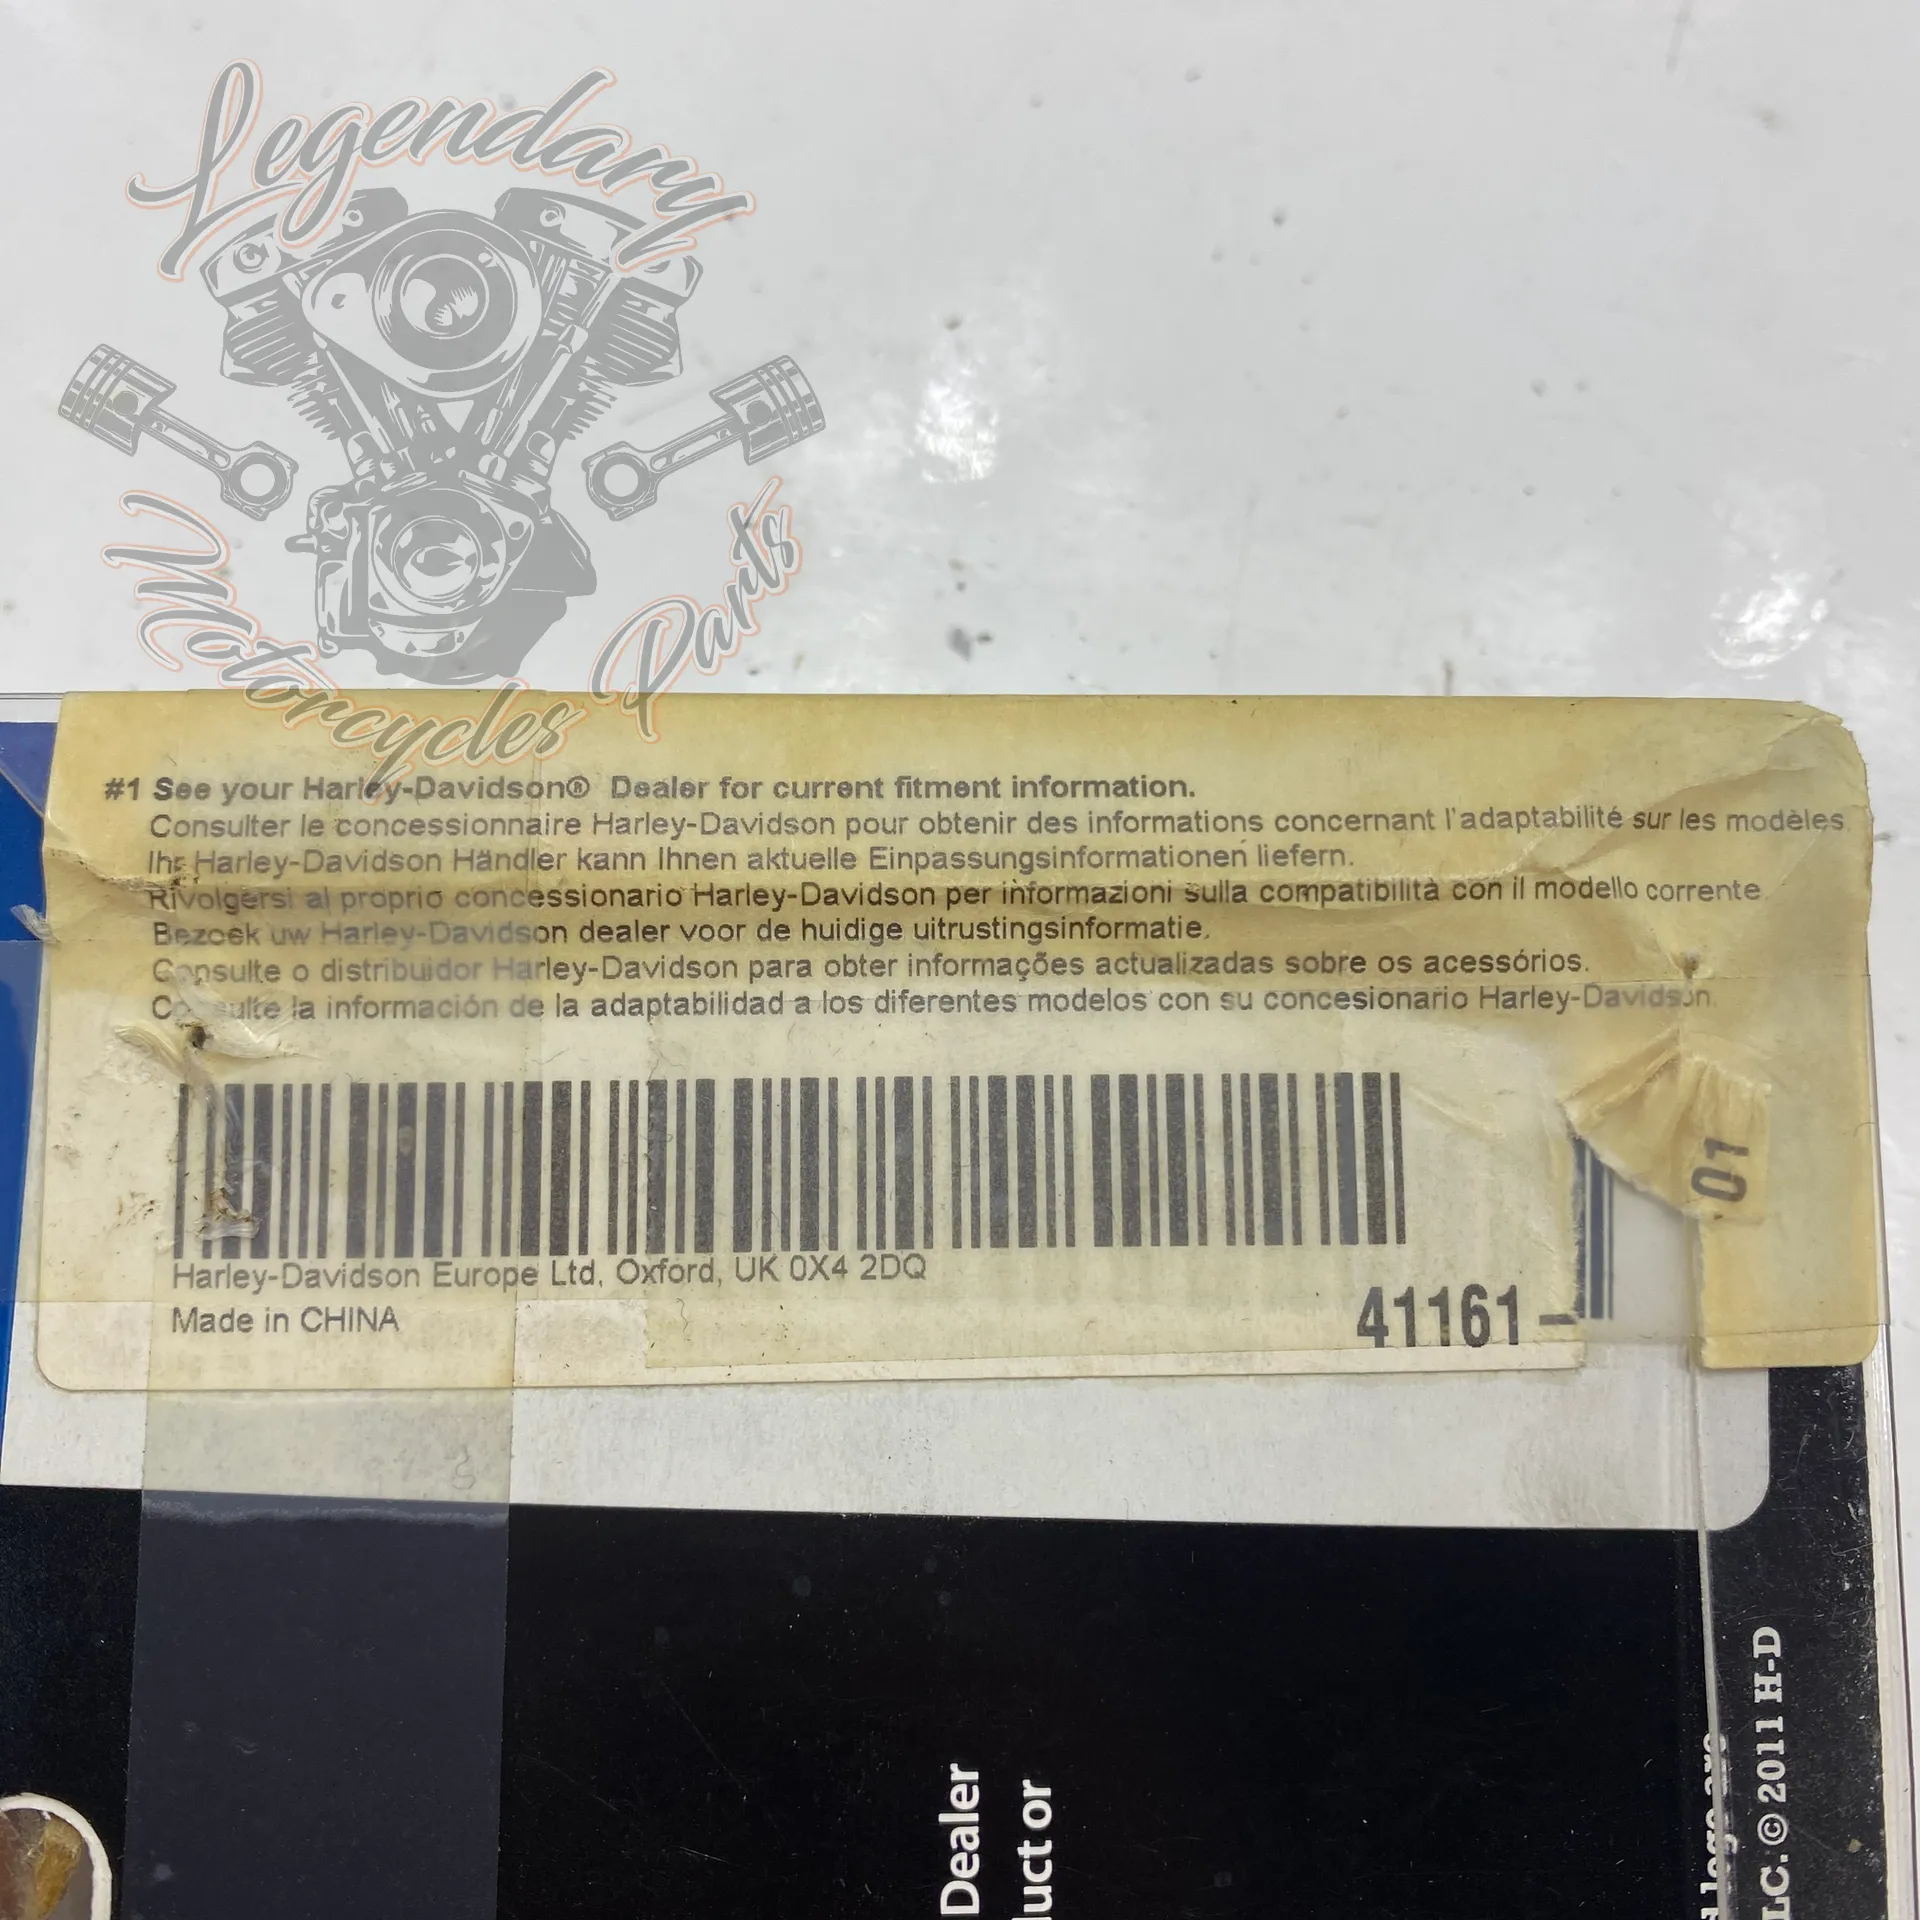 Legendary
Motorcycles Parts
#1 See your Harley-Davidson® Dealer for current fitment information.
Consulter le concessionnaire Harley-Davidson pour obtenir des informations concernant l'adaptabilité sur les modèles.
Ihr Harley-Davidson Händler kann Ihnen aktuelle Einpassungsinformationen liefern.
Rivolgersi al proprio concessionario Harley-Davidson per informazioni sulla compatibilità con il modello corrente.
Bezoek uw Harley-Davidson dealer voor de huidige uitrustingsinformatie.
Consulte o distribuidor Harley-Davidson para obter informações actualizadas sobre os acessórios.
Consulte la información de la adaptabilidad a los diferentes modelos con su concesionario Harley-Davidson.
01
Harley-Davidson Europe Ltd, Oxford, UK 0X4 2DQ
Made in CHINA
41161-
Dealer
uct or
logo are
LC. © 2011 H-D